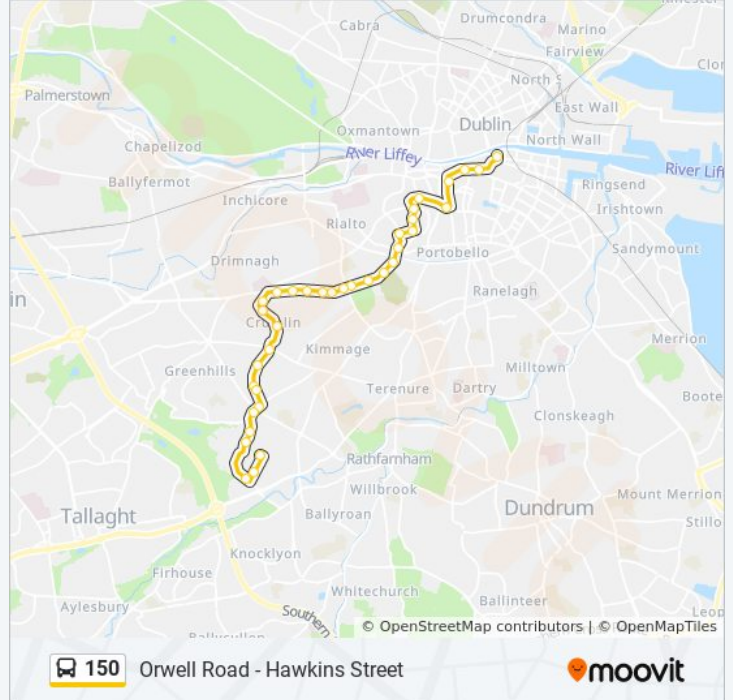 Drumcondra
Cabra
Marino
Fairview
North S
Palmerstown
East Wall
Dublin
Oxmantown
North Wall
Chapelizod
River Liffey
River Liff
Ballyfermot
Ringsend
Inchicore
Irishtown
Rialto
Sandymount
Portobello
Drimnagh
Ranelagh
in
Crumlin
Merrion
Kimmage
Milltown
Greenhills
Terenure
Dartry
Boote
Clonskeagh
Rathfarnham
Willbrook
Mount Merrion
Dundrum
Ballyroan
Tallaght
Stillo
Knocklyon
Firhouse
Whitechurch
Ballinteer
Aylesbury
Southern
Leop
© OpenStreetMap contributors | © OpenMapTiles
150 Orwell Road - Hawkins Street
moovit